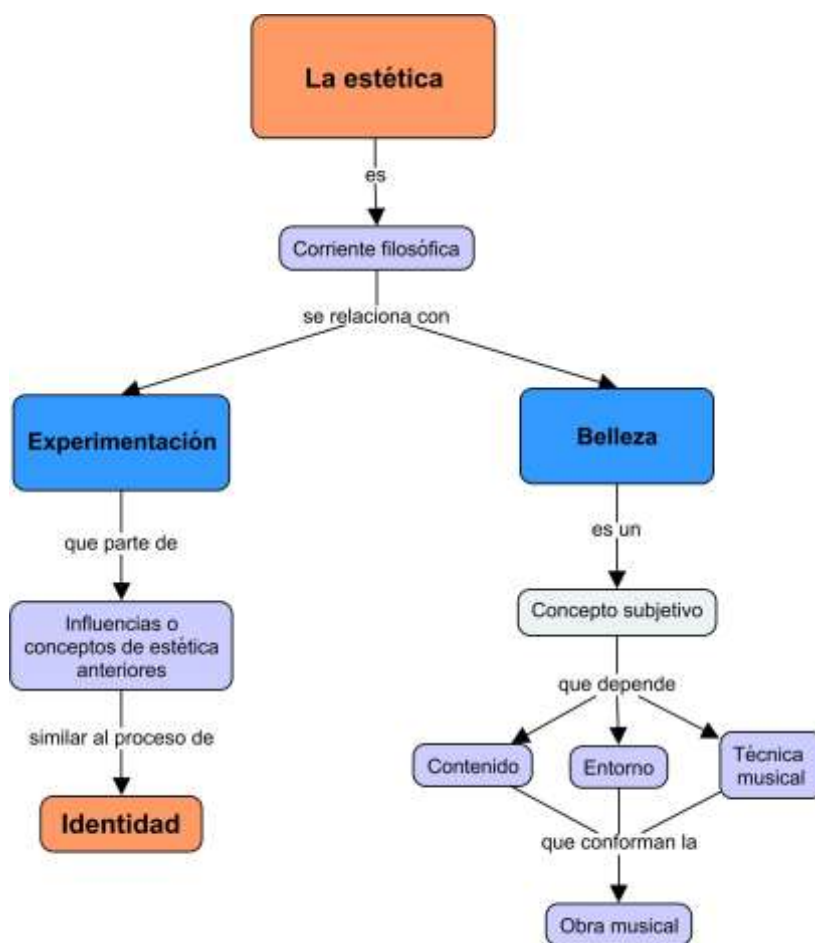 La estética
es
Corriente filosófica
se relaciona con
Experimentación
Belleza
que parte de
es un
Influencias o
conceptos de estética
anteriores
Concepto subjetivo
similar al proceso de
que depende
Contenido
Entorno
Técnica
musical
Identidad
que conforman la
Obra musical